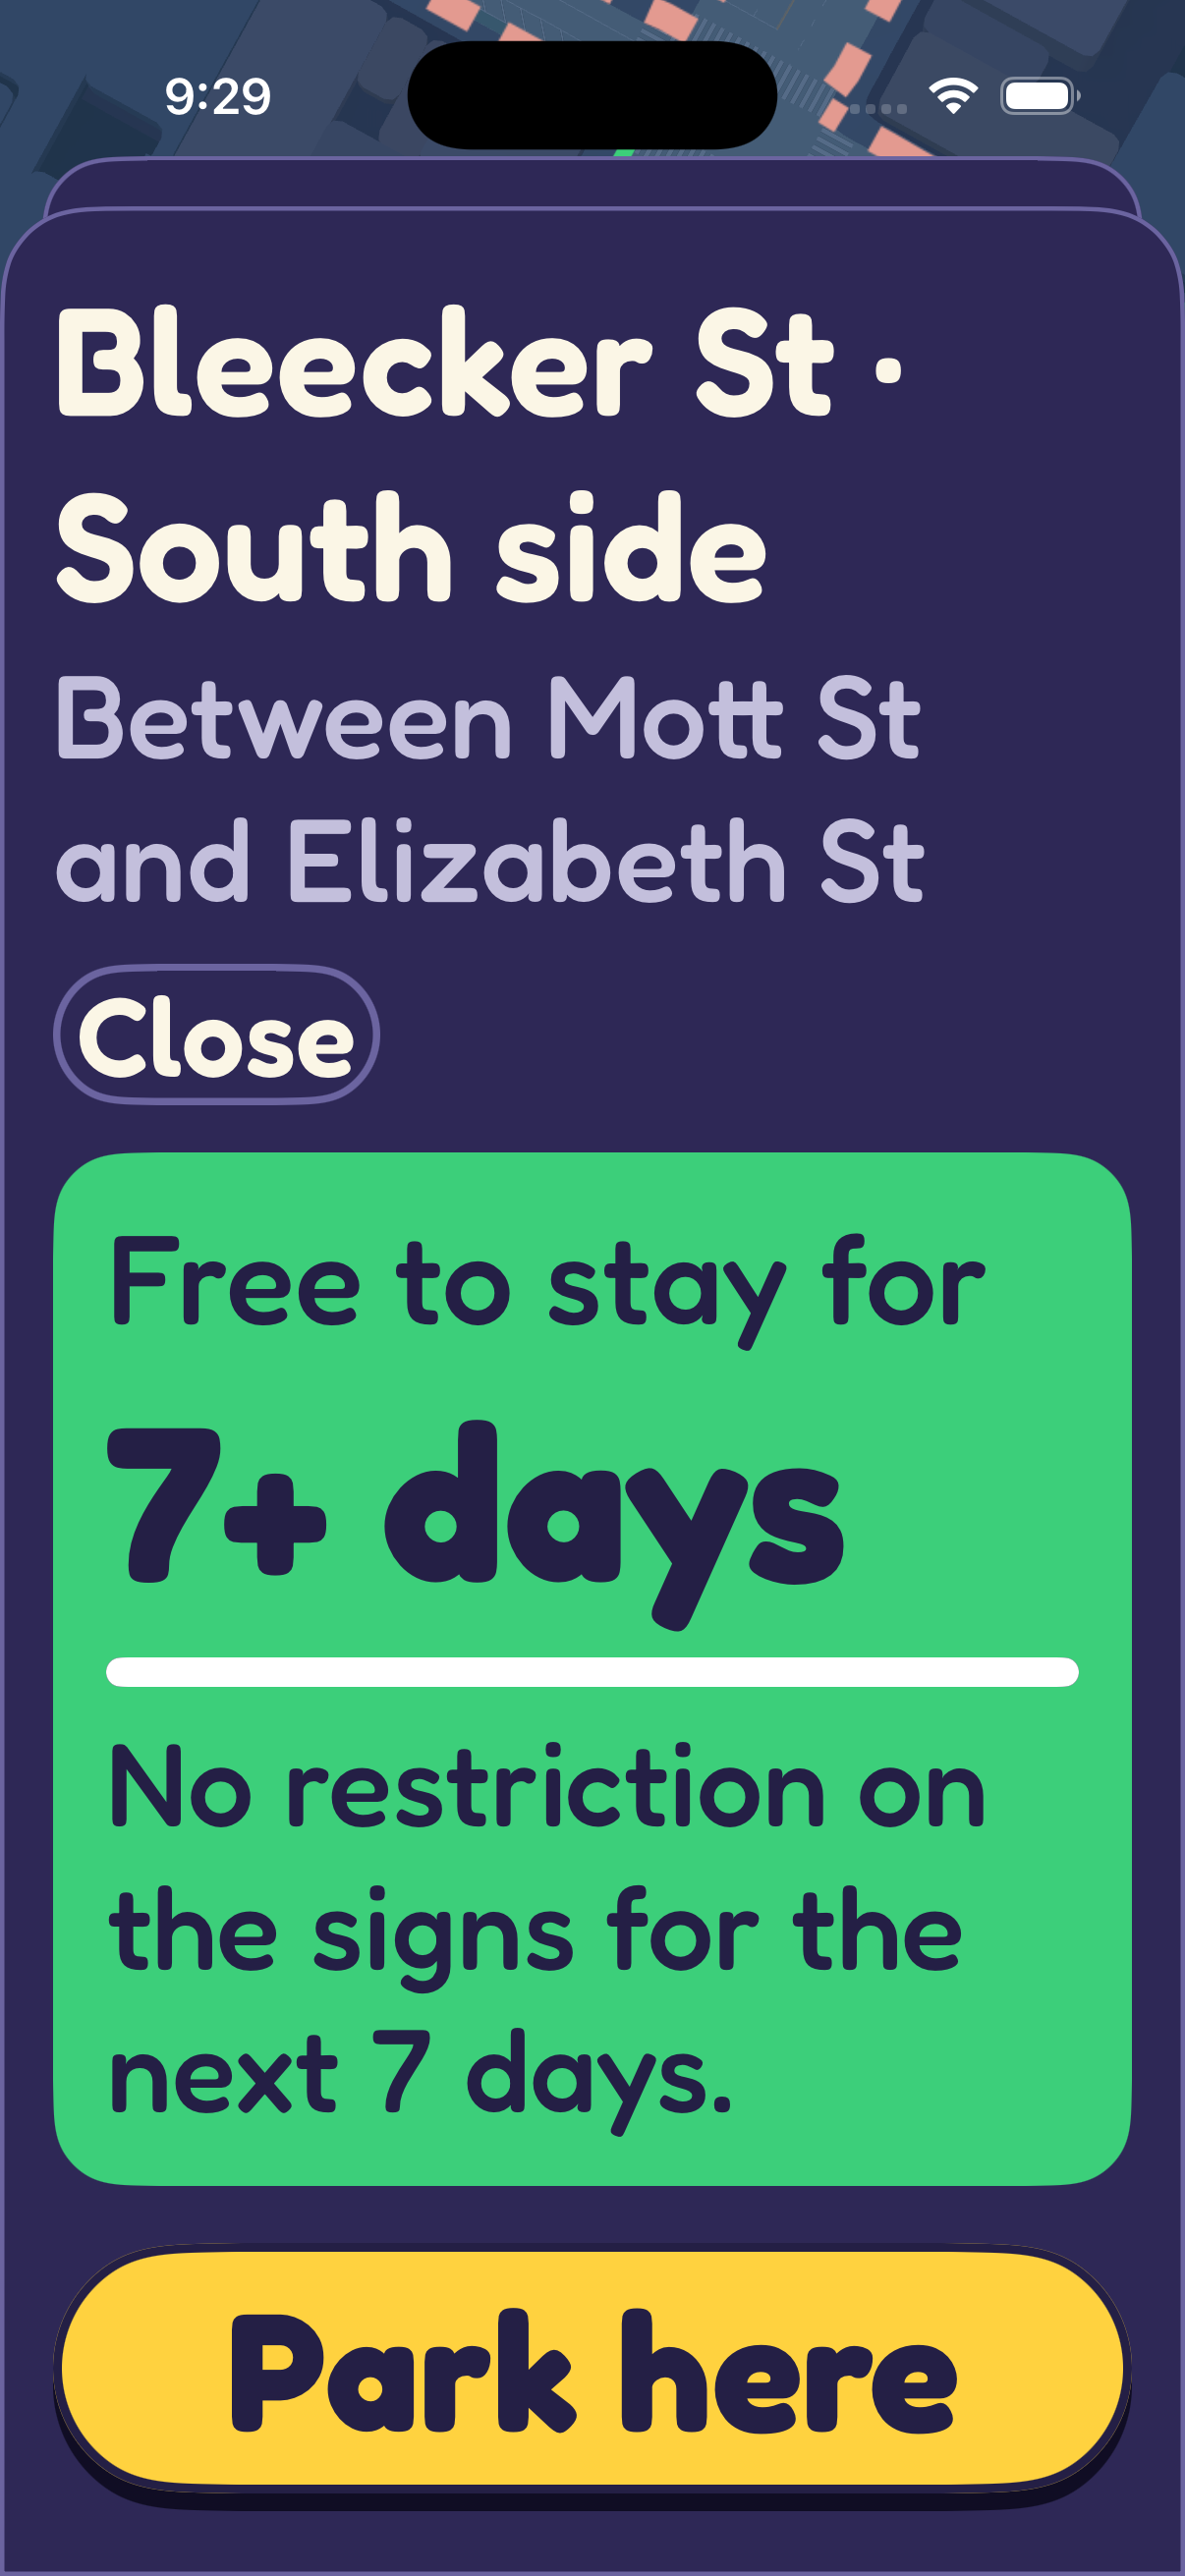 9:29
Bleecker St ·
South side
Between Mott St
and Elizabeth St
Close
Free to stay for
7+ days
No restriction on
the signs for the
next 7 days.
Park here